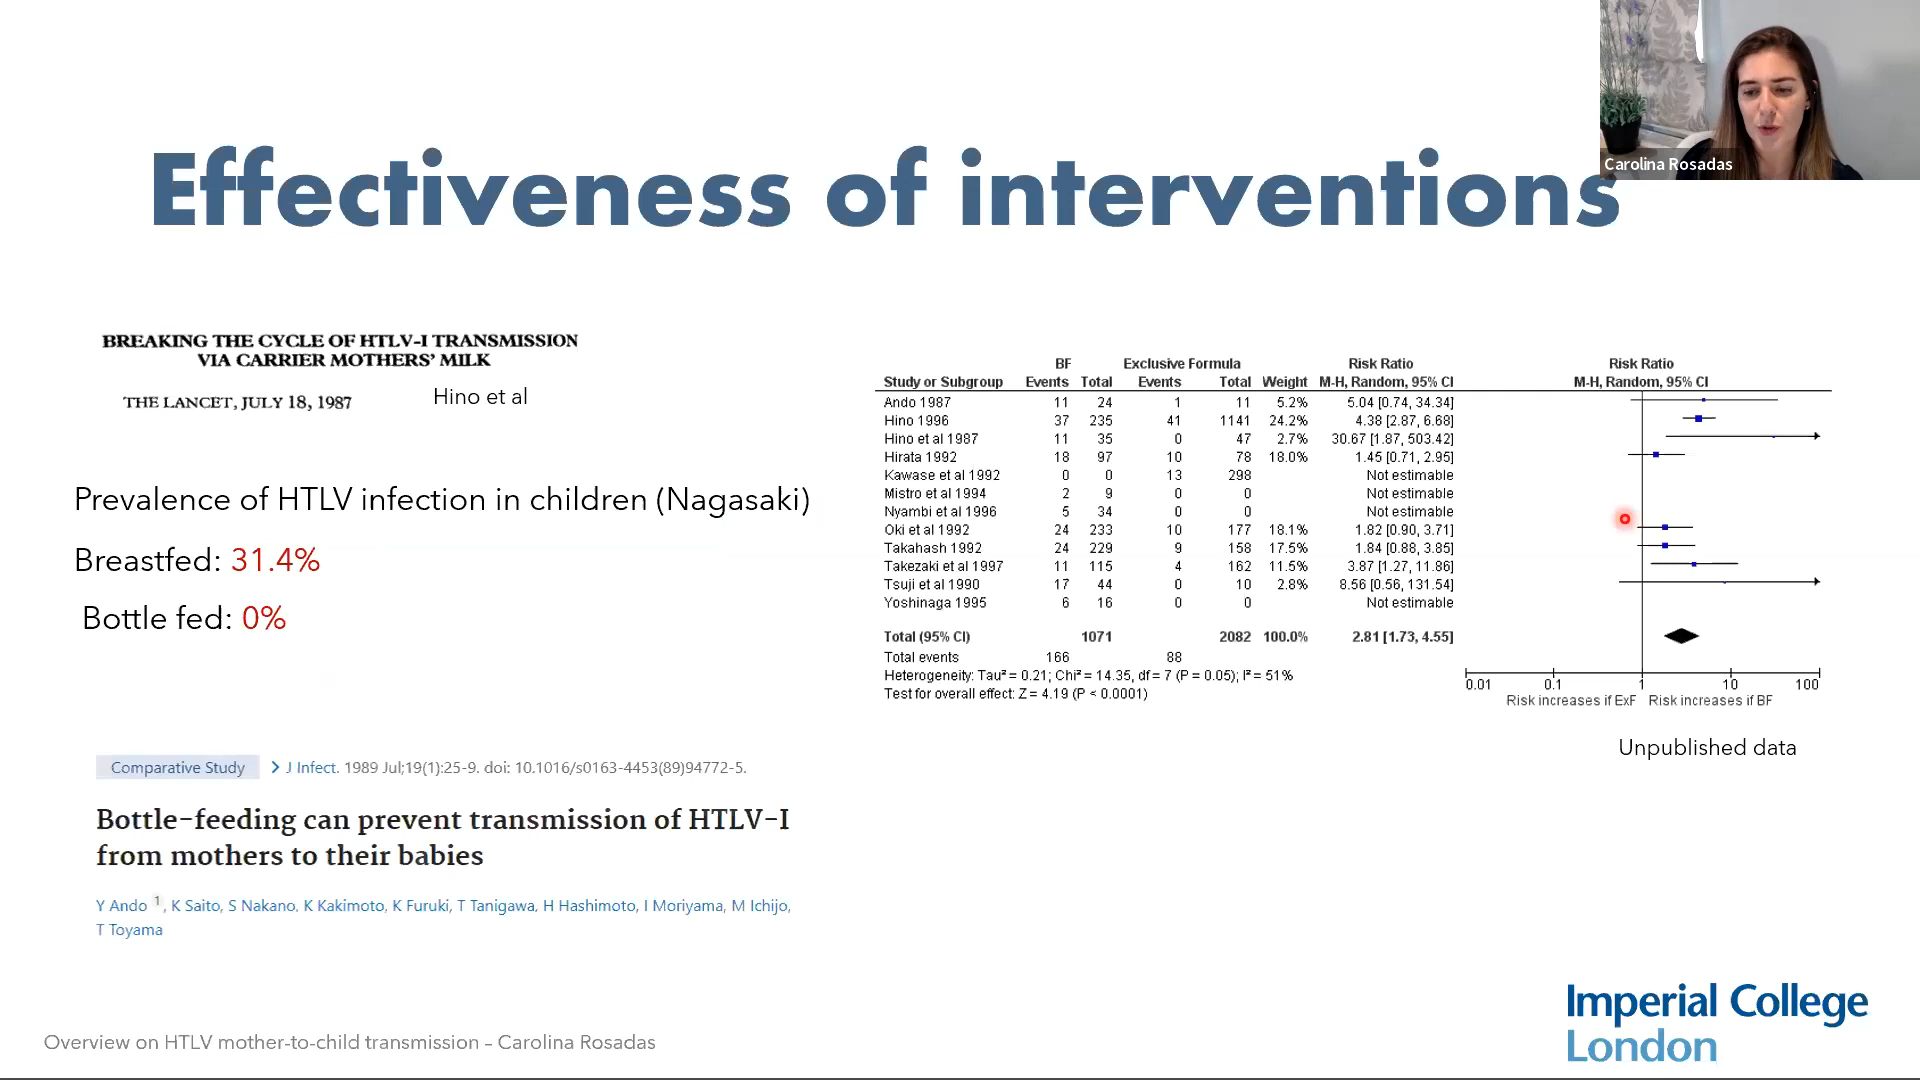 Carolina Rosadas
Effectiveness of interventions
BREAKING THE CYCLE OF HTLV-I TRANSMISSION
VIA CARRIER MOTHERS' MILK
THE LANCET, JULY 18, 1987
Hino et al
Prevalence of HTLV infection in children (Nagasaki)
Breastfed: 31.4%
Bottle fed: 0%
BF Exclusive Formula Risk Ratio Risk Ratio
Study or Subgroup Events Total Events Total Weight M-H, Random, 95% CI M-H, Random, 95% CI
Ando 1987 11 24 1 11 5.2% 5.04 [0.74, 34.34]
Hino 1996 37 235 41 1141 24.2% 4.38 [2.87, 6.68]
Hino et al 1987 11 35 0 47 2.7% 30.67 [1.87, 503.42]
Hirata 1992 18 97 10 78 18.0% 1.45 [0.71, 2.95]
Kawase et al 1992 0 0 13 298 Not estimable
Mistro et al 1994 2 9 0 0 Not estimable
Nyambi et al 1996 5 34 0 0 Not estimable
Oki et al 1992 24 233 10 177 18.1% 1.82 [0.90, 3.71]
Takahash 1992 24 229 9 158 17.5% 1.84 [0.88, 3.85]
Takezaki et al 1997 11 115 4 162 11.5% 3.87 [1.27, 11.86]
Tsuji et al 1990 17 44 0 10 2.8% 8.56 [0.56, 131.54]
Yoshinaga 1995 6 16 0 0 Not estimable
Total (95% CI) 1071 2082 100.0% 2.81 [1.73, 4.55]
Total events 166 88
Heterogeneity: Tau² = 0.21; Chi² = 14.35, df = 7 (P = 0.05); I² = 51%
Test for overall effect: Z = 4.19 (P < 0.0001)
0.01 0.1 1 10 100
Risk increases if ExF Risk increases if BF
Unpublished data
Comparative Study > J Infect. 1989 Jul;19(1):25-9. doi: 10.1016/s0163-4453(89)94772-5.
Bottle-feeding can prevent transmission of HTLV-I
from mothers to their babies
Y Ando 1, K Saito, S Nakano, K Kakimoto, K Furuki, T Tanigawa, H Hashimoto, I Moriyama, M Ichijo,
T Toyama
Imperial College
London
Overview on HTLV mother-to-child transmission – Carolina Rosadas